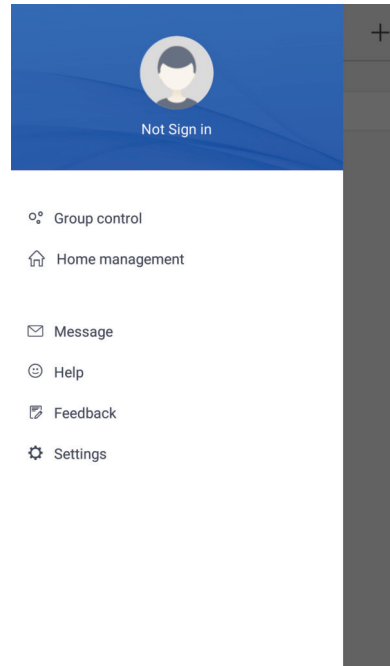 Not Sign in
Group control
Home management
Message
Help
Feedback
Settings